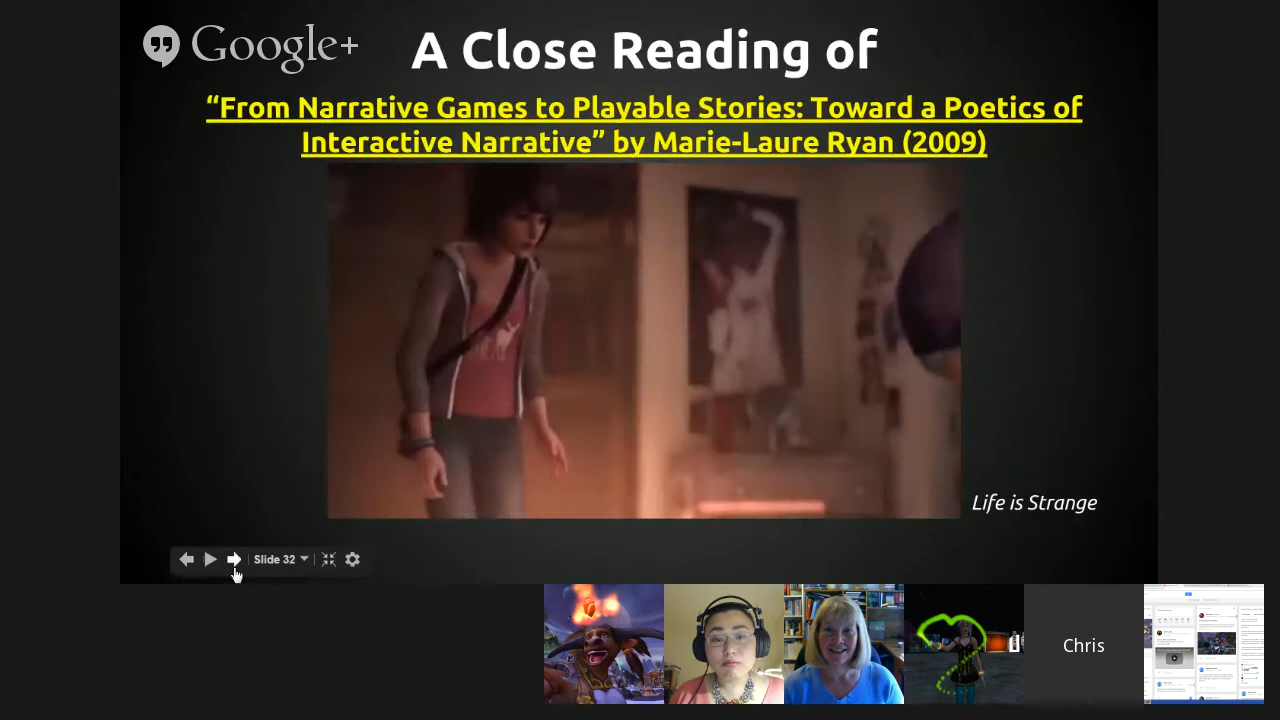 Google+
A Close Reading of
“From Narrative Games to Playable Stories: Toward a Poetics of
Interactive Narrative” by Marie-Laure Ryan (2009)
Life is Strange
Slide 32
Chris